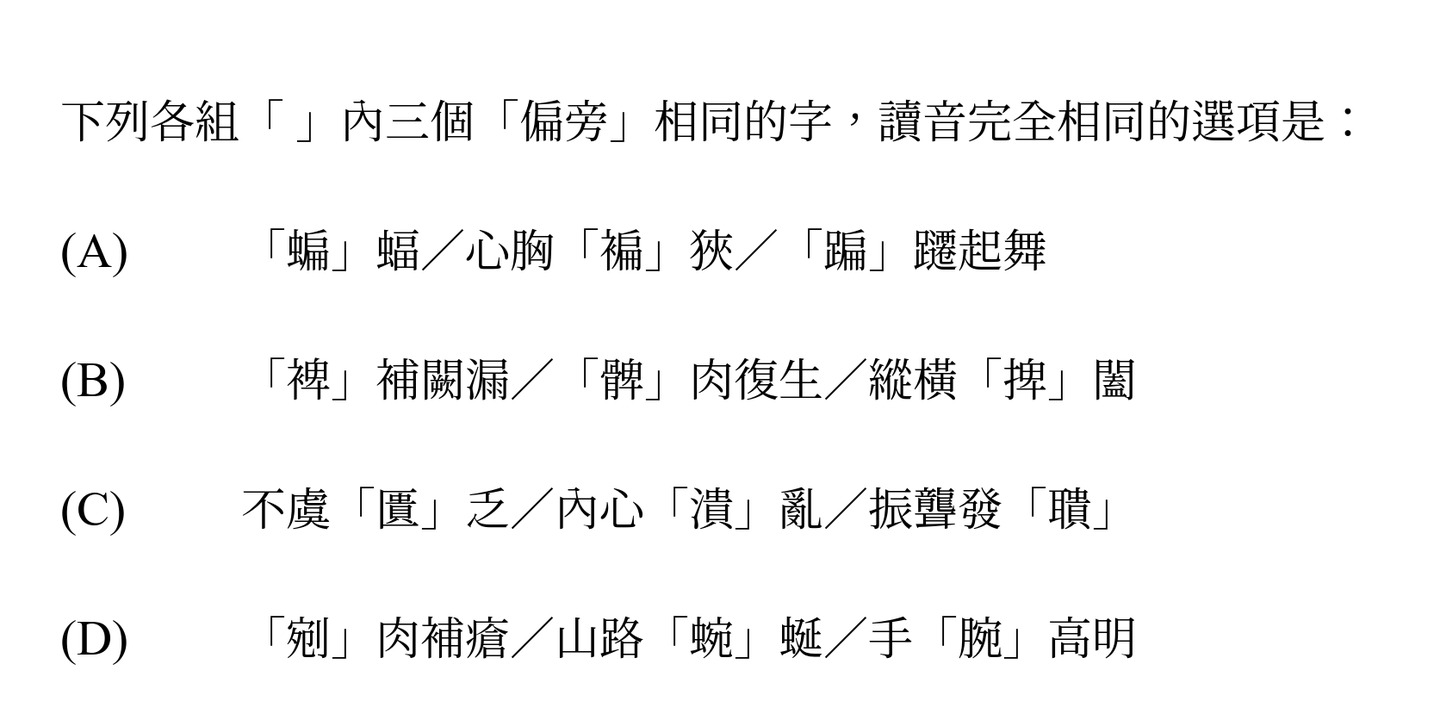 下列各組「 」內三個「偏旁」相同的字，讀音完全相同的選項是：
(A) 「蝙」蝠／心胸「褊」狹／「蹁」躚起舞
(B) 「裨」補闕漏／「髀」肉復生／縱橫「捭」闔
(C) 不虞「匱」乏／內心「潰」亂／振聾發「聵」
(D) 「剜」肉補瘡／山路「蜿」蜒／手「腕」高明